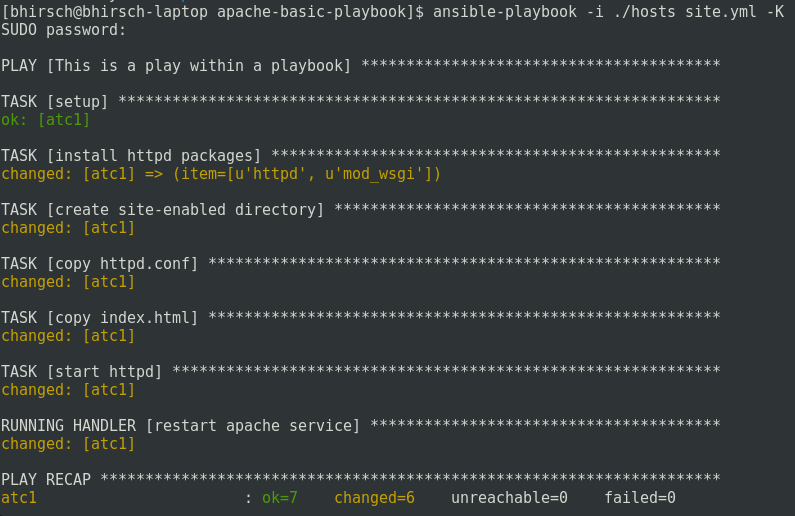 [bhirsch@bhirsch-laptop apache-basic-playbook]$ ansible-playbook -i ./hosts site.yml -K
SUDO password:
PLAY [This is a play within a playbook] ****************************************
TASK [setup] *******************************************************************
ok: [atc1]
TASK [install httpd packages] **************************************************
changed: [atc1] => (item=[u'httpd', u'mod_wsgi'])
TASK [create site-enabled directory] *******************************************
changed: [atc1]
TASK [copy httpd.conf] *********************************************************
changed: [atc1]
TASK [copy index.html] *********************************************************
changed: [atc1]
TASK [start httpd] *************************************************************
changed: [atc1]
RUNNING HANDLER [restart apache service] ***************************************
changed: [atc1]
PLAY RECAP *********************************************************************
atc1                       : ok=7    changed=6    unreachable=0    failed=0